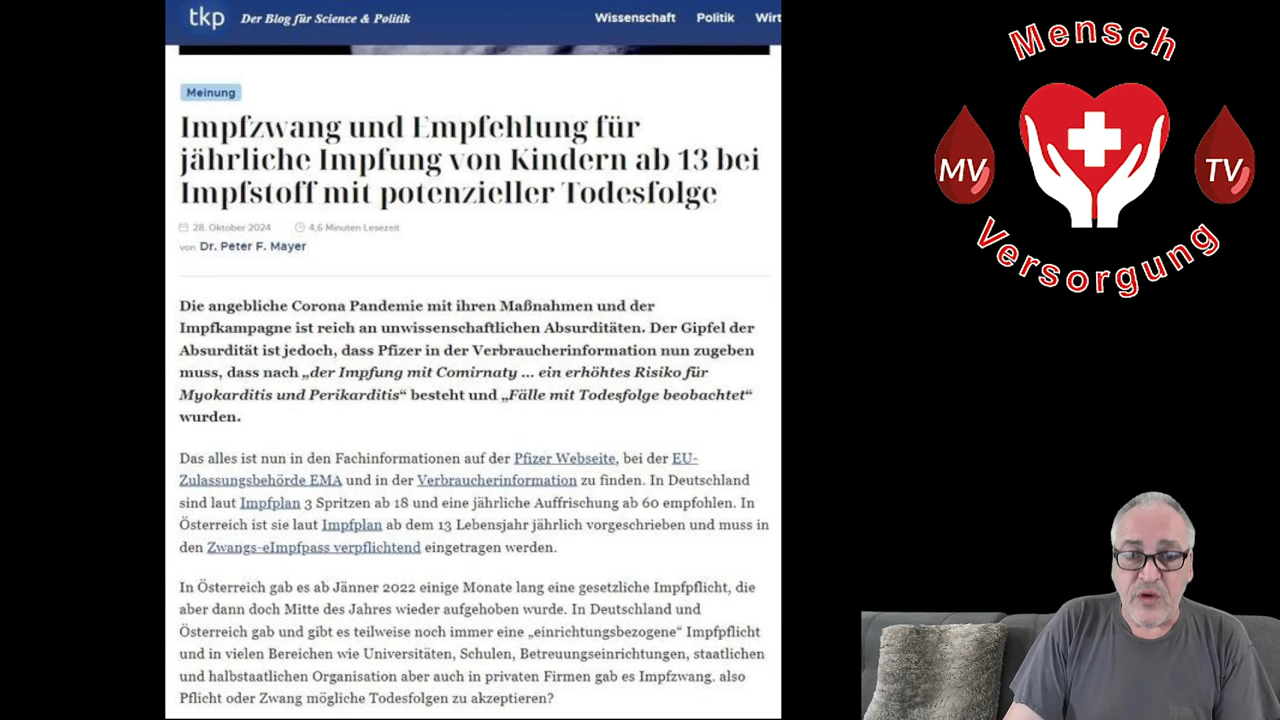 tkp Der Blog für Science & Politik Wissenschaft Politik Wirt
Meinung
Impfzwang und Empfehlung für
jährliche Impfung von Kindern ab 13 bei
Impfstoff mit potenzieller Todesfolge
28. Oktober 2024 4,6 Minuten Lesezeit
von Dr. Peter F. Mayer
Die angebliche Corona Pandemie mit ihren Maßnahmen und der
Impfkampagne ist reich an unwissenschaftlichen Absurditäten. Der Gipfel der
Absurdität ist jedoch, dass Pfizer in der Verbraucherinformation nun zugeben
muss, dass nach „der Impfung mit Comirnaty … ein erhöhtes Risiko für
Myokarditis und Perikarditis“ besteht und „Fälle mit Todesfolge beobachtet“
wurden.
Das alles ist nun in den Fachinformationen auf der Pfizer Webseite, bei der EU-
Zulassungsbehörde EMA und in der Verbraucherinformation zu finden. In Deutschland
sind laut Impfplan 3 Spritzen ab 18 und eine jährliche Auffrischung ab 60 empfohlen. In
Österreich ist sie laut Impfplan ab dem 13 Lebensjahr jährlich vorgeschrieben und muss in
den Zwangs-eImpfpass verpflichtend eingetragen werden.
In Österreich gab es ab Jänner 2022 einige Monate lang eine gesetzliche Impfpflicht, die
aber dann doch Mitte des Jahres wieder aufgehoben wurde. In Deutschland und
Österreich gab und gibt es teilweise noch immer eine „einrichtungsbezogene“ Impfpflicht
und in vielen Bereichen wie Universitäten, Schulen, Betreuungseinrichtungen, staatlichen
und halbstaatlichen Organisation aber auch in privaten Firmen gab es Impfzwang. also
Pflicht oder Zwang mögliche Todesfolgen zu akzeptieren?
Mensch
MV TV
Versorgung